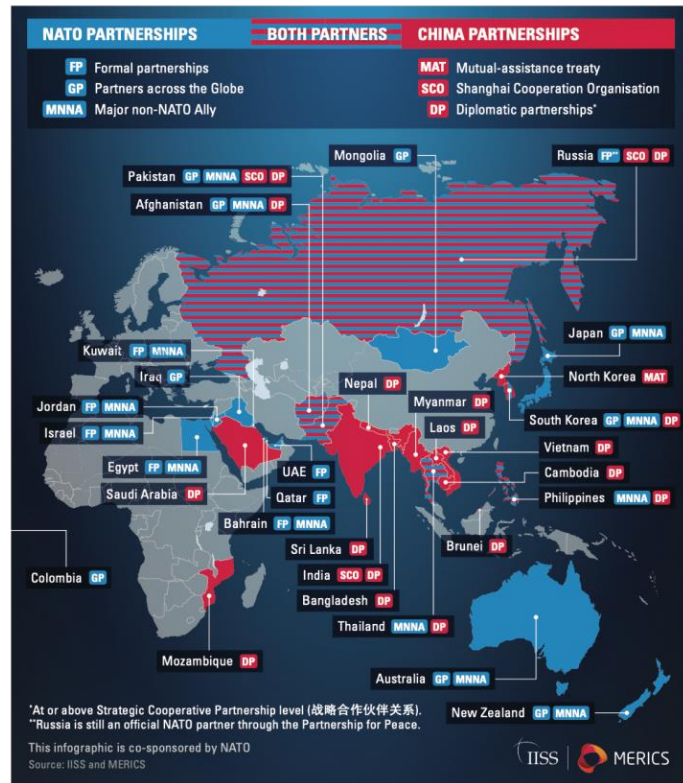 NATO PARTNERSHIPS
BOTH PARTNERS
CHINA PARTNERSHIPS
FP Formal partnerships
GP Partners across the Globe
MNNA Major non-NATO Ally
MAT Mutual-assistance treaty
SCO Shanghai Cooperation Organisation
DP Diplomatic partnerships*
Mongolia GP
Russia FP** SCO DP
Pakistan GP MNNA SCO DP
Afghanistan GP MNNA DP
Japan GP MNNA
Kuwait FP MNNA
Iraq GP
Nepal DP
North Korea MAT
Jordan FP MNNA
Myanmar DP
South Korea GP MNNA DP
Israel FP MNNA
Laos DP
Vietnam DP
Egypt FP MNNA
UAE FP
Cambodia DP
Saudi Arabia DP
Qatar FP
Philippines MNNA DP
Bahrain FP MNNA
Sri Lanka DP
Brunei DP
Colombia GP
India SCO DP
Bangladesh DP
Thailand MNNA DP
Mozambique DP
Australia GP MNNA
New Zealand GP MNNA
*At or above Strategic Cooperative Partnership level (战略合作伙伴关系).
**Russia is still an official NATO partner through the Partnership for Peace.
This infographic is co-sponsored by NATO
Source: IISS and MERICS
IISS
MERICS